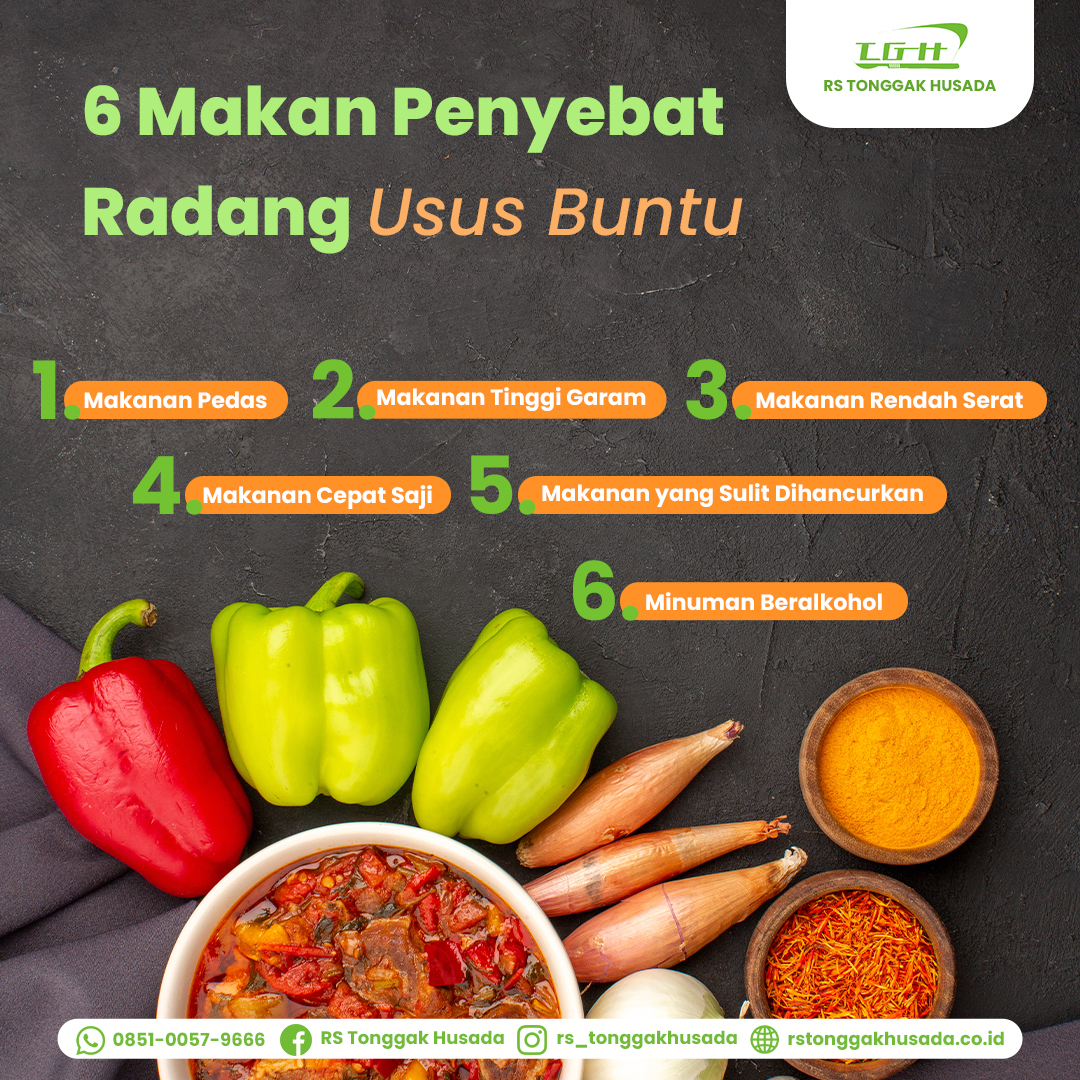 TGH
RS TONGGAK HUSADA
6 Makan Penyebat
Radang Usus Buntu
1. Makanan Pedas
2. Makanan Tinggi Garam
3. Makanan Rendah Serat
4. Makanan Cepat Saji
5. Makanan yang Sulit Dihancurkan
6. Minuman Beralkohol
0851-0057-9666 RS Tonggak Husada rs_tonggakhusada rstonggakhusada.co.id